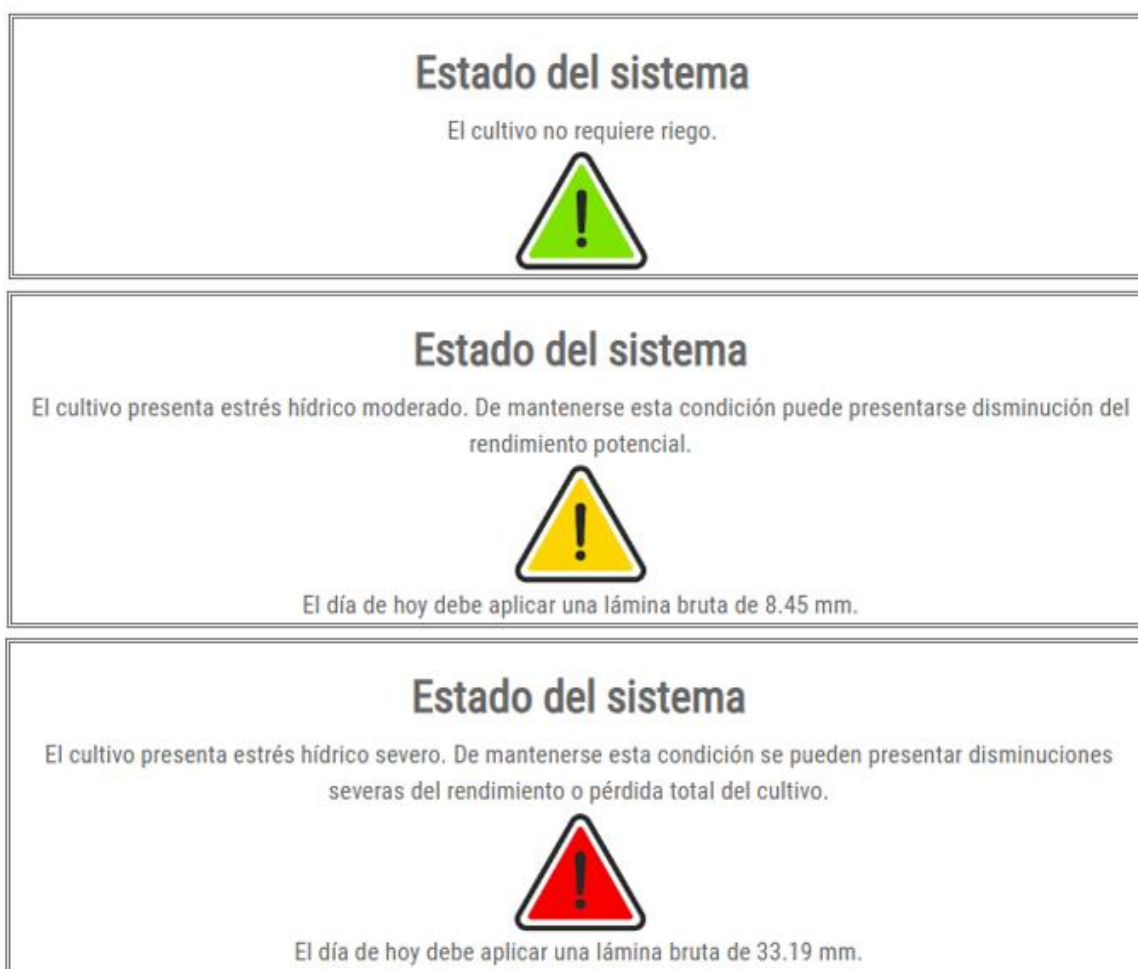 Estado del sistema
El cultivo no requiere riego.
!
Estado del sistema
El cultivo presenta estrés hídrico moderado. De mantenerse esta condición puede presentarse disminución del
rendimiento potencial.
!
El día de hoy debe aplicar una lámina bruta de 8.45 mm.
Estado del sistema
El cultivo presenta estrés hídrico severo. De mantenerse esta condición se pueden presentar disminuciones
severas del rendimiento o pérdida total del cultivo.
!
El día de hoy debe aplicar una lámina bruta de 33.19 mm.